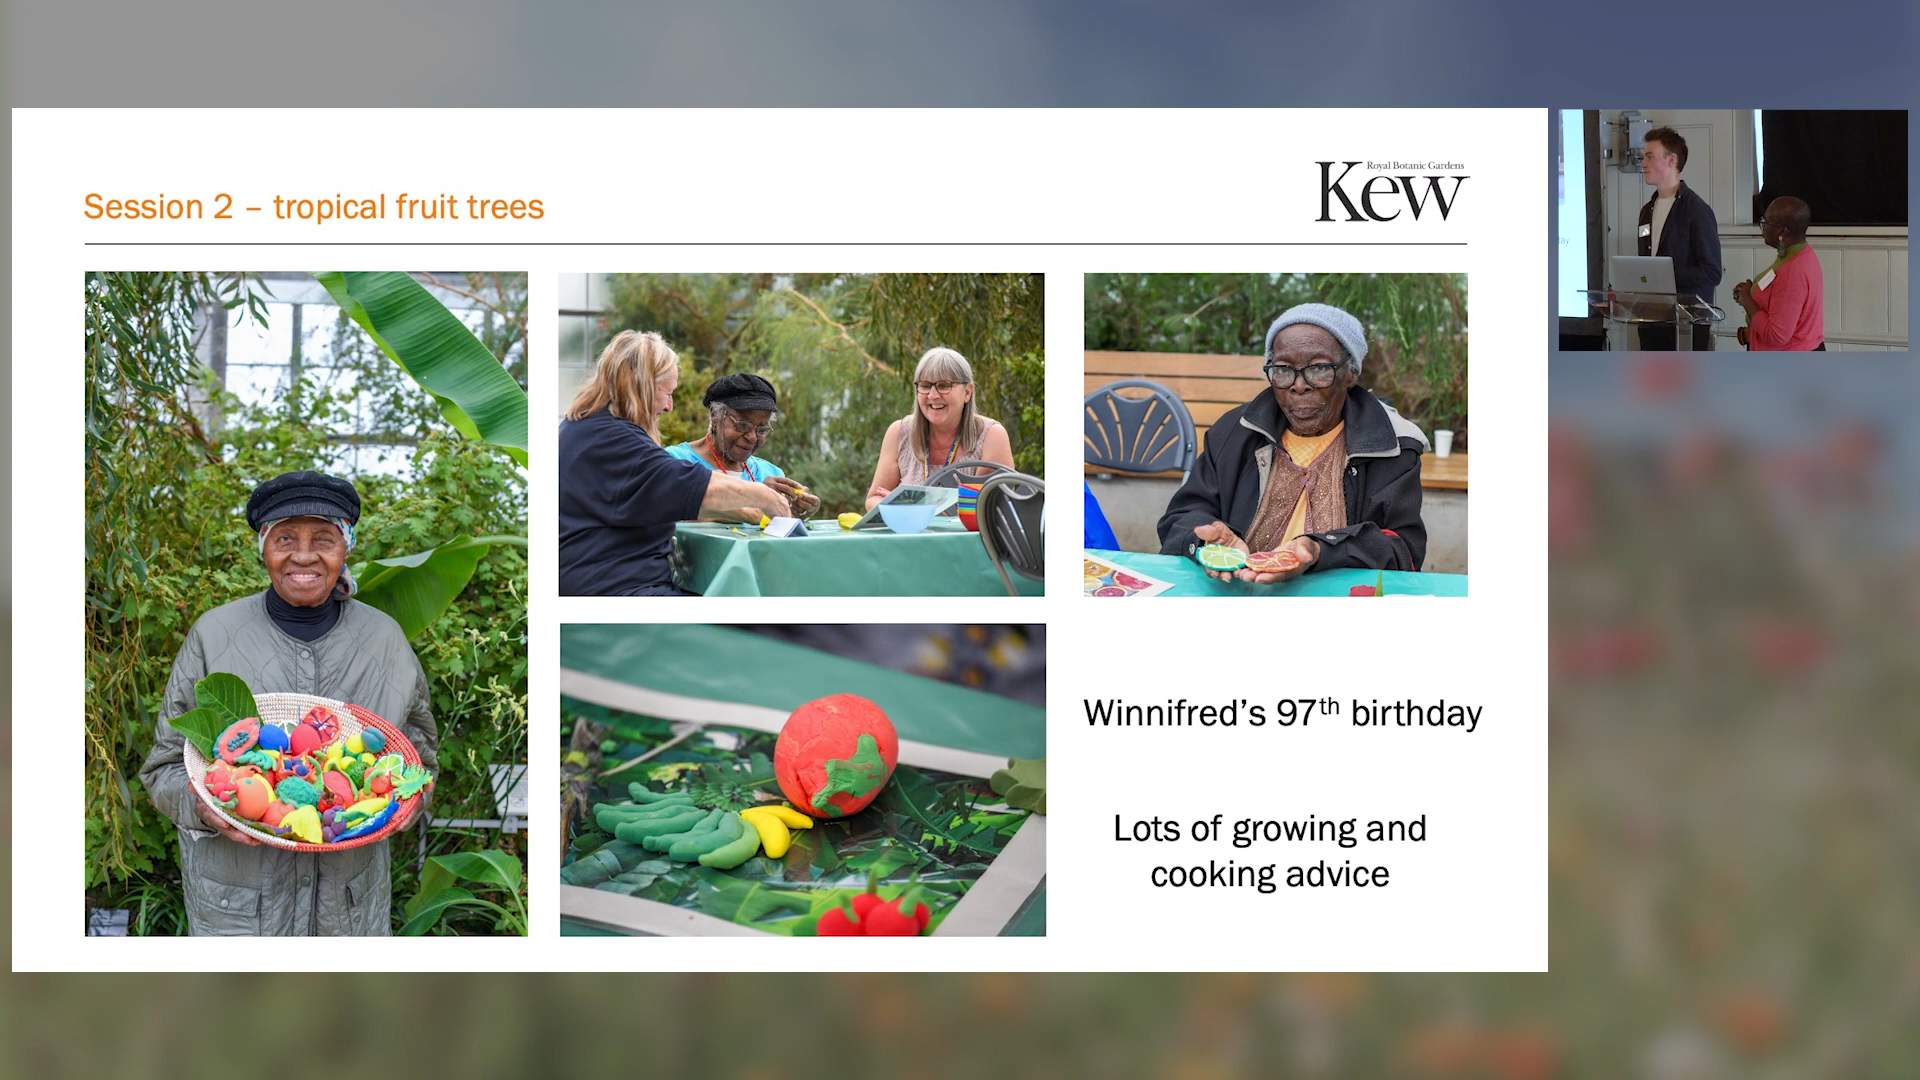 Session 2 – tropical fruit trees
Royal Botanic Gardens
Kew
Winnifred’s 97th birthday
Lots of growing and
cooking advice